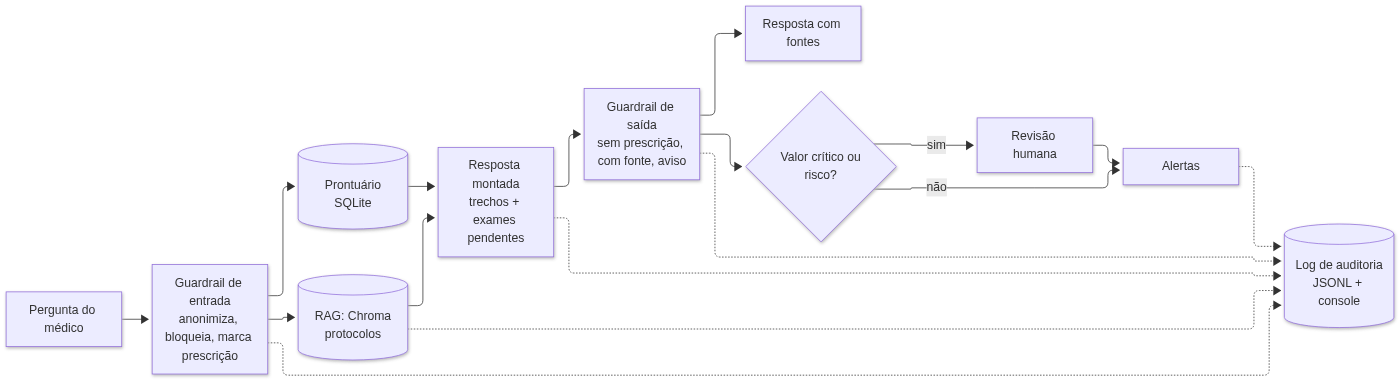 Pergunta do
médico
Guardrail de
entrada
anonimiza,
bloqueia, marca
prescrição
Prontuário
SQLite
RAG: Chroma
protocolos
Resposta
montada
trechos +
exames
pendentes
Guardrail de
saída
sem prescrição,
com fonte, aviso
Resposta com
fontes
Valor crítico ou
risco?
sim
não
Revisão
humana
Alertas
Log de auditoria
JSONL +
console